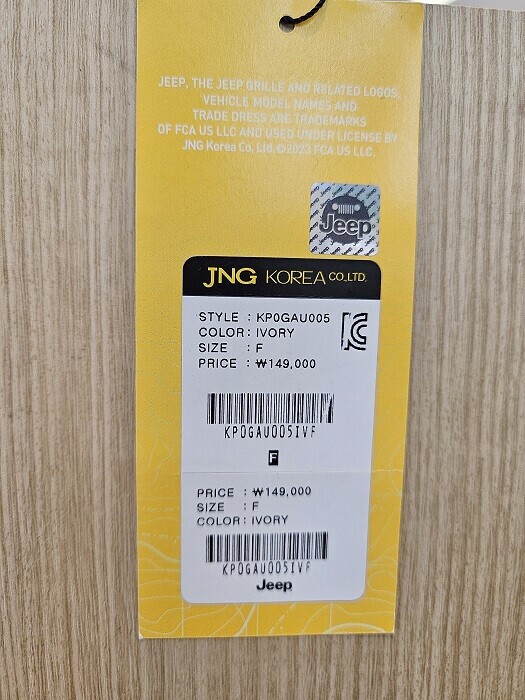 JEEP, THE JEEP GRILLE AND RELATED LOGOS,
VEHICLE MODEL NAMES AND
TRADE DRESS ARE TRADEMARKS
OF FCA US LLC AND USED UNDER LICENSE BY
JNG Korea Co. Ltd. ©2023 FCA US LLC.
Jeep
JNG KOREA CO.,LTD.
STYLE : KP0GAU005
COLOR : IVORY
SIZE : F
PRICE : ₩149,000
KP0GAU005IVF
F
PRICE : ₩149,000
SIZE : F
COLOR : IVORY
KP0GAU005IVF
Jeep